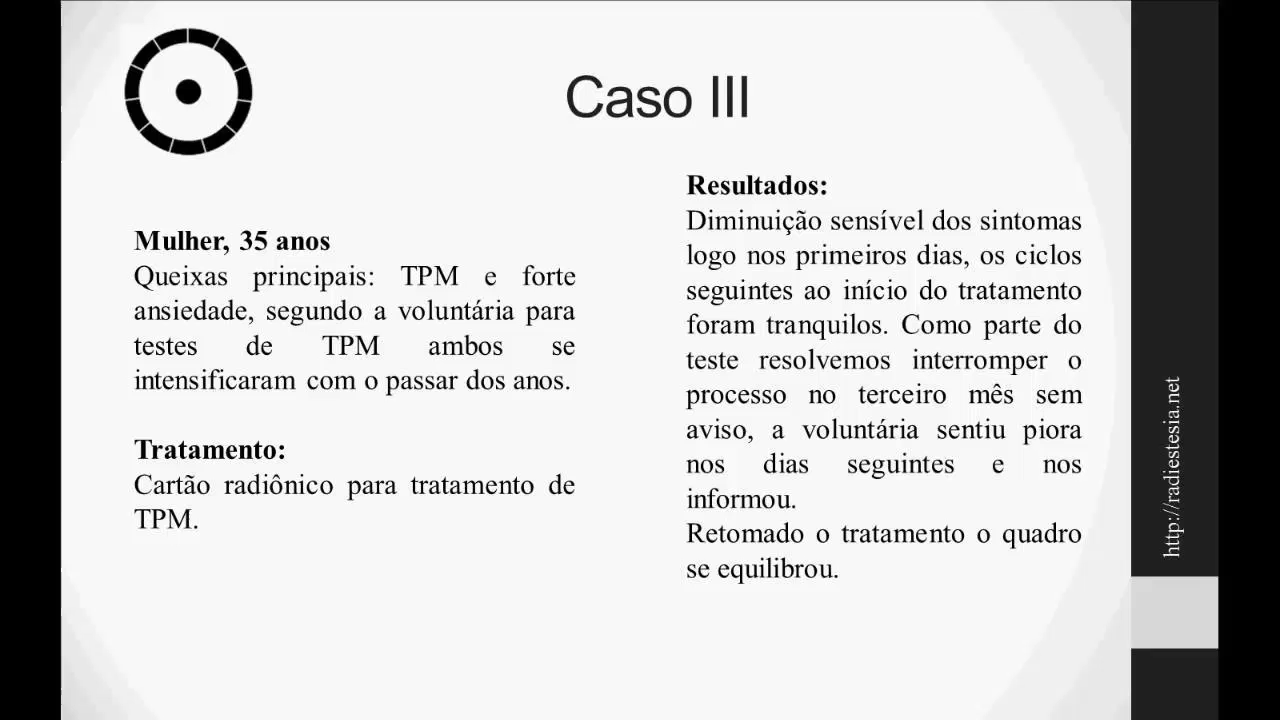 Caso III
Mulher, 35 anos
Queixas principais: TPM e forte
ansiedade, segundo a voluntária para
testes de TPM ambos se
intensificaram com o passar dos anos.
Tratamento:
Cartão radiônico para tratamento de
TPM.
Resultados:
Diminuição sensível dos sintomas
logo nos primeiros dias, os ciclos
seguintes ao início do tratamento
foram tranquilos. Como parte do
teste resolvemos interromper o
processo no terceiro mês sem
aviso, a voluntária sentiu piora
nos dias seguintes e nos
informou.
Retomado o tratamento o quadro
se equilibrou.
http://radiestesia.net